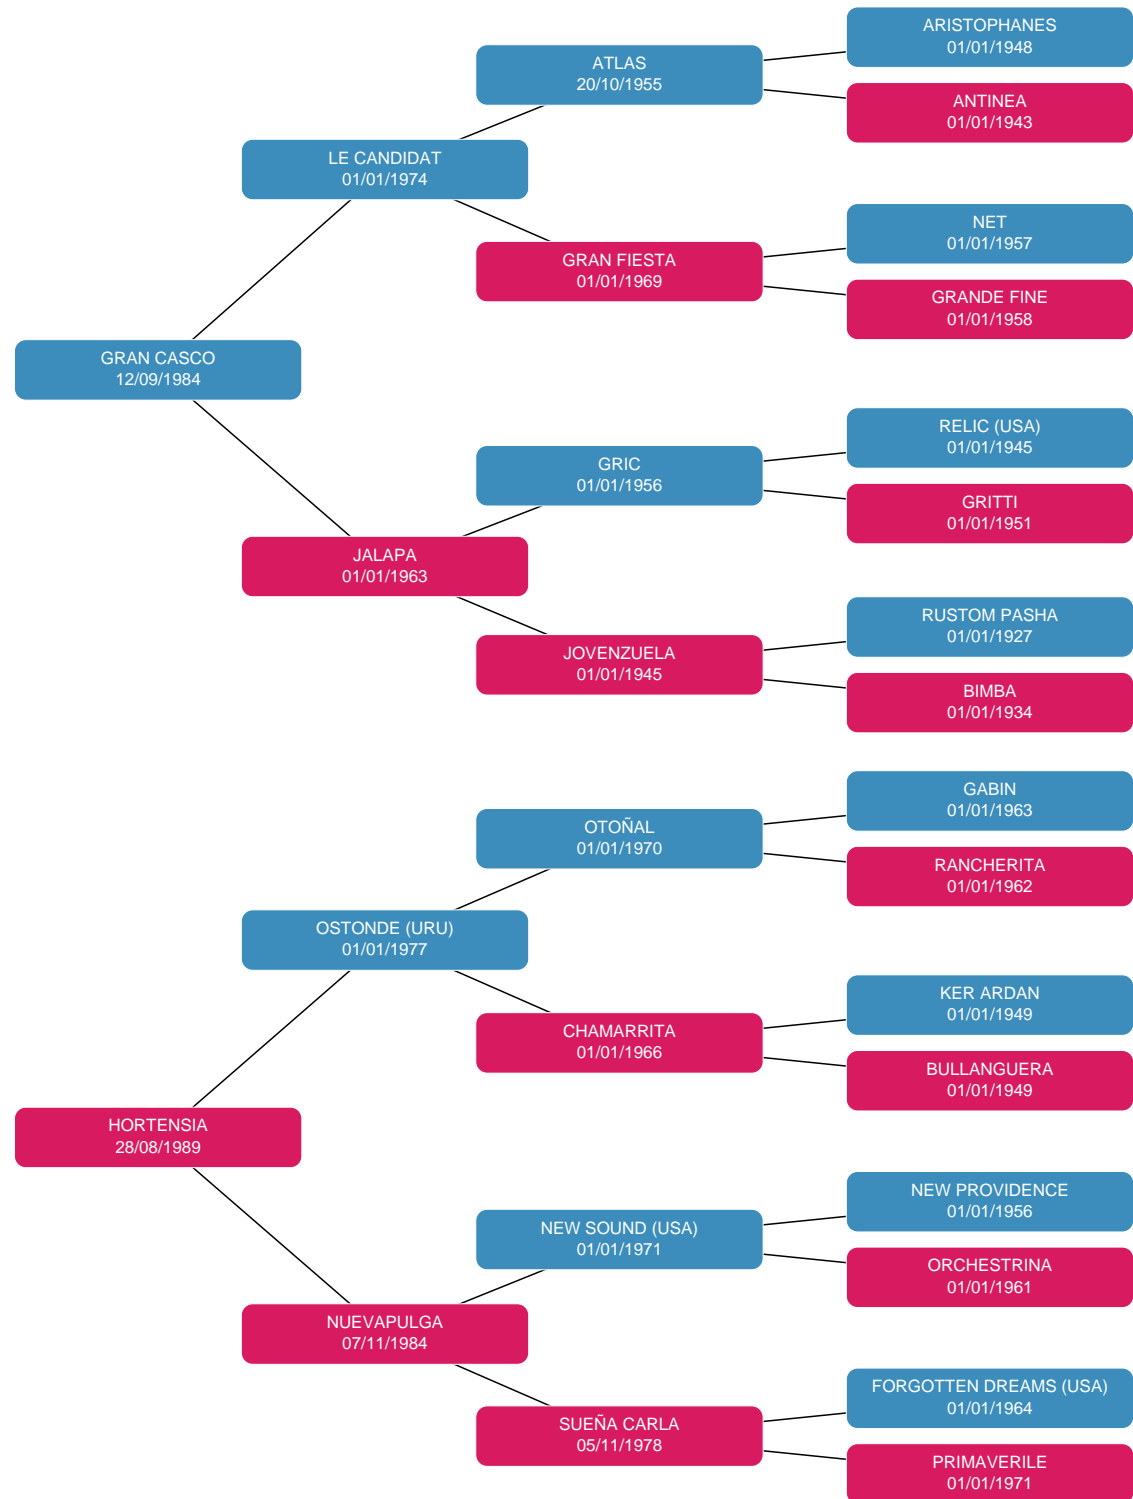 ARISTOPHANES
01/01/1948
ATLAS
20/10/1955
ANTINEA
01/01/1943
LE CANDIDAT
01/01/1974
NET
01/01/1957
GRAN FIESTA
01/01/1969
GRANDE FINE
01/01/1958
GRAN CASCO
12/09/1984
RELIC (USA)
01/01/1945
GRIC
01/01/1956
GRITTI
01/01/1951
JALAPA
01/01/1963
RUSTOM PASHA
01/01/1927
JOVENZUELA
01/01/1945
BIMBA
01/01/1934
GABIN
01/01/1963
OTOÑAL
01/01/1970
RANCHERITA
01/01/1962
OSTONDE (URU)
01/01/1977
KER ARDAN
01/01/1949
CHAMARRITA
01/01/1966
BULLANGUERA
01/01/1949
HORTENSIA
28/08/1989
NEW PROVIDENCE
01/01/1956
NEW SOUND (USA)
01/01/1971
ORCHESTRINA
01/01/1961
NUEVAPULGA
07/11/1984
FORGOTTEN DREAMS (USA)
01/01/1964
SUEÑA CARLA
05/11/1978
PRIMAVERILE
01/01/1971